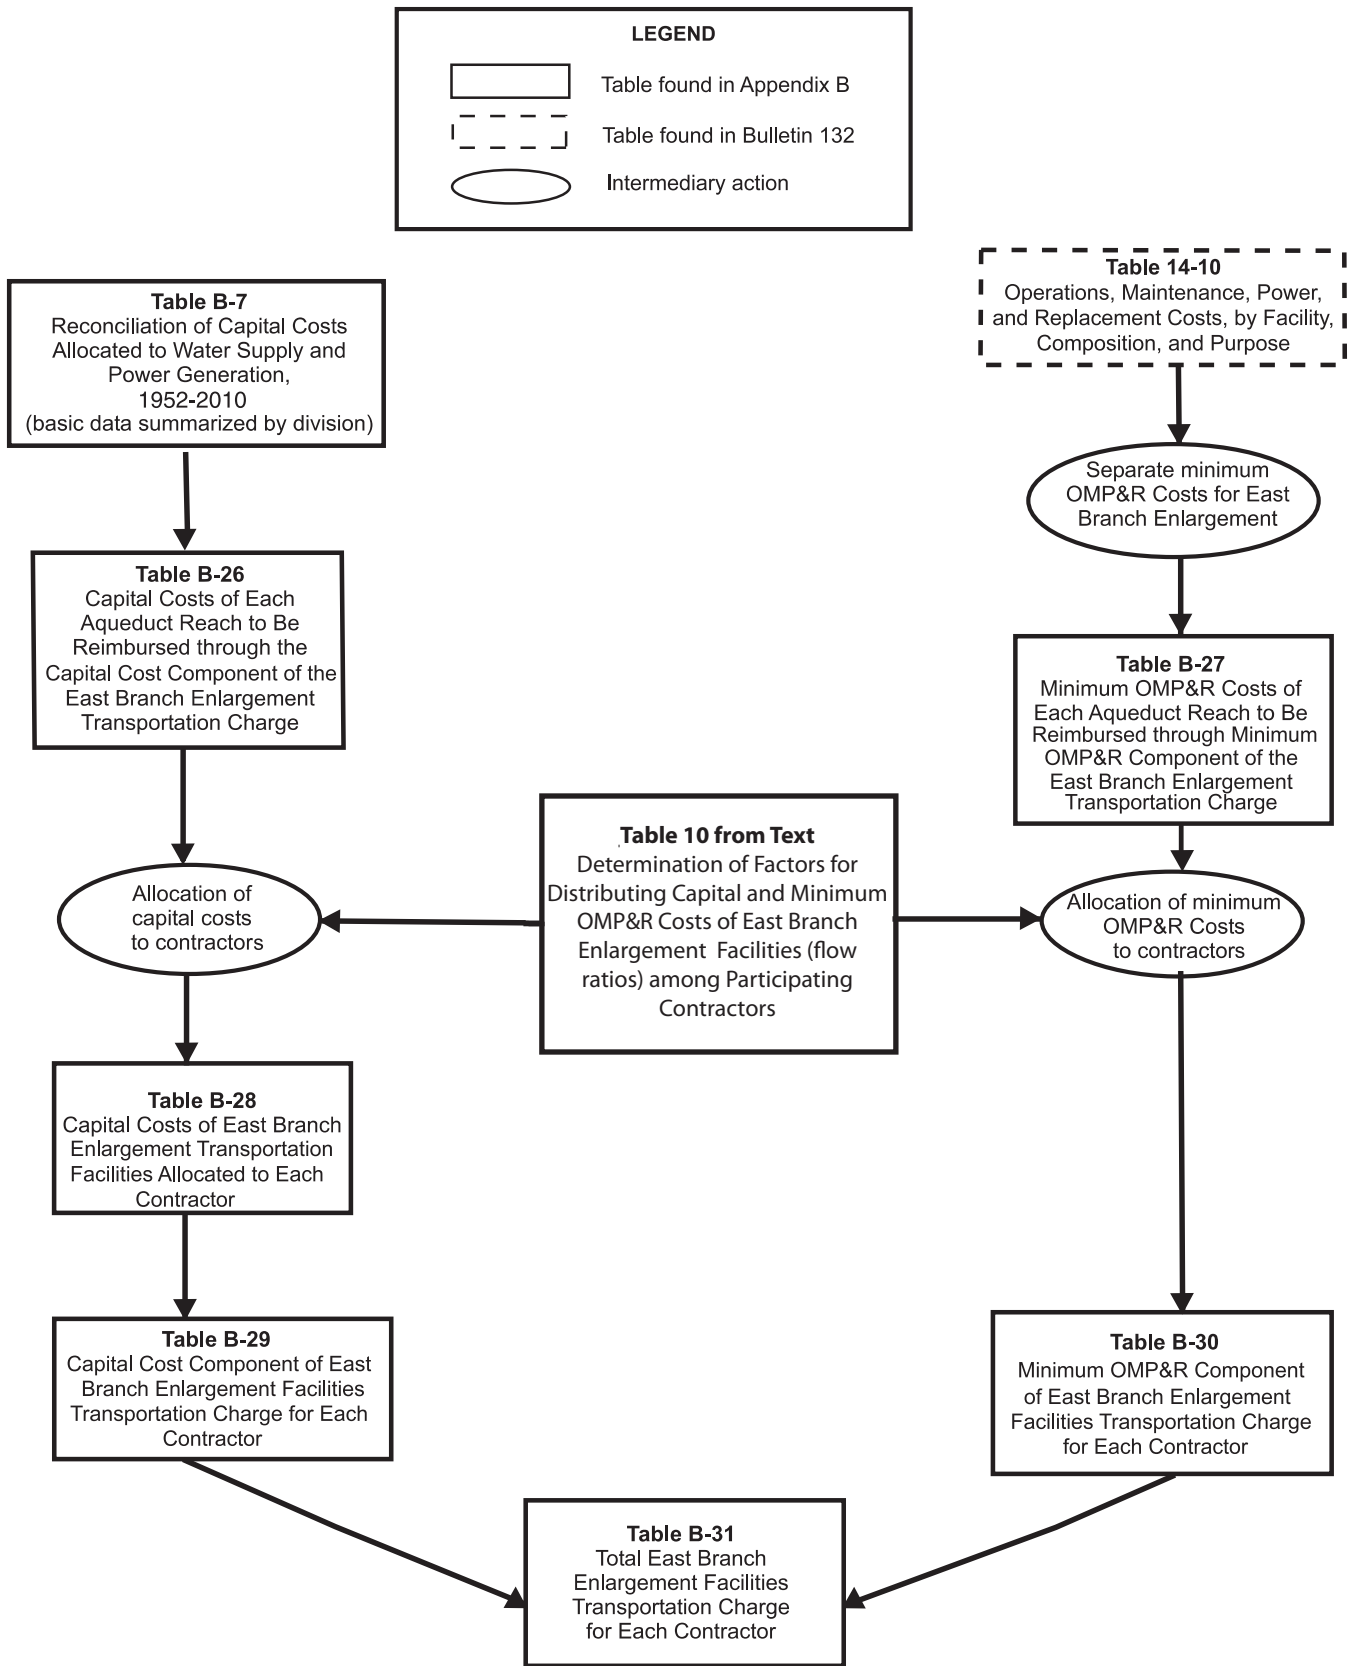 LEGEND
Table found in Appendix B
Table found in Bulletin 132
Intermediary action
Table B-7
Reconciliation of Capital Costs
Allocated to Water Supply and
Power Generation,
1952-2010
(basic data summarized by division)
Table 14-10
Operations, Maintenance, Power,
and Replacement Costs, by Facility,
Composition, and Purpose
Separate minimum
OMP&R Costs for East
Branch Enlargement
Table B-26
Capital Costs of Each
Aqueduct Reach to Be
Reimbursed through the
Capital Cost Component of the
East Branch Enlargement
Transportation Charge
Table B-27
Minimum OMP&R Costs of
Each Aqueduct Reach to Be
Reimbursed through Minimum
OMP&R Component of the
East Branch Enlargement
Transportation Charge
Table 10 from Text
Determination of Factors for
Distributing Capital and Minimum
OMP&R Costs of East Branch
Enlargement Facilities (flow
ratios) among Participating
Contractors
Allocation of
capital costs
to contractors
Allocation of minimum
OMP&R Costs
to contractors
Table B-28
Capital Costs of East Branch
Enlargement Transportation
Facilities Allocated to Each
Contractor
Table B-29
Capital Cost Component of East
Branch Enlargement Facilities
Transportation Charge for Each
Contractor
Table B-30
Minimum OMP&R Component
of East Branch Enlargement
Facilities Transportation Charge
for Each Contractor
Table B-31
Total East Branch
Enlargement Facilities
Transportation Charge
for Each Contractor